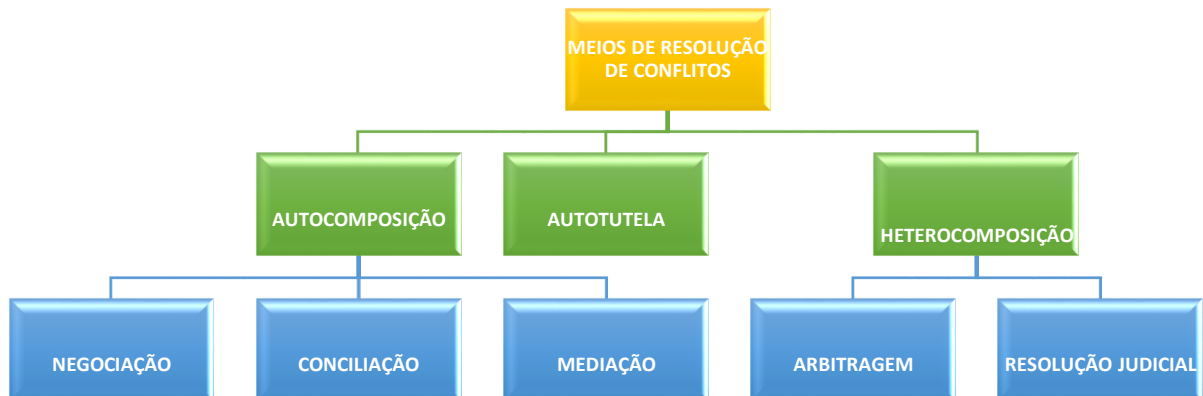 MEIOS DE RESOLUÇÃO
DE CONFLITOS
AUTOCOMPOSIÇÃO
AUTOTUTELA
HETEROCOMPOSIÇÃO
NEGOCIAÇÃO
CONCILIAÇÃO
MEDIAÇÃO
ARBITRAGEM
RESOLUÇÃO JUDICIAL